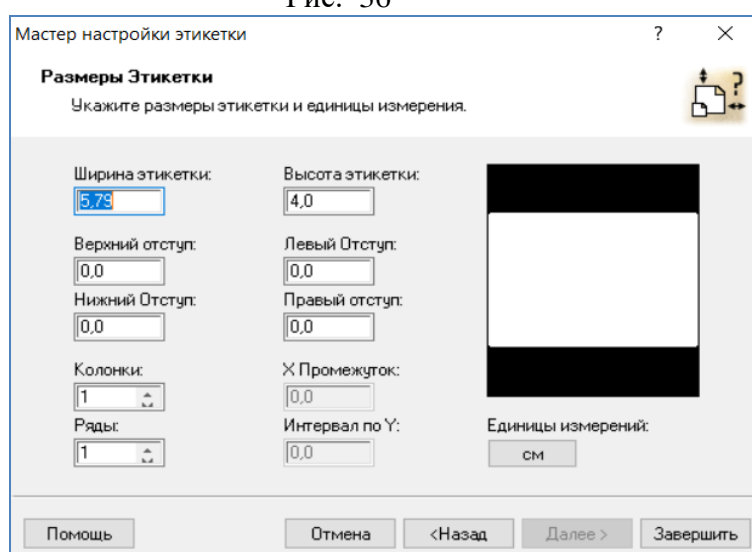 Рис. 36
Мастер настройки этикетки ? ×
Размеры Этикетки
Укажите размеры этикетки и единицы измерения.
Ширина этикетки: Высота этикетки:
5,79 4,0
Верхний отступ: Левый Отступ:
0,0 0,0
Нижний Отступ: Правый отступ:
0,0 0,0
Колонки: X Промежуток:
1 0,0
Ряды: Интервал по Y: Единицы измерений:
1 0,0 см
Помощь Отмена <Назад Далее > Завершить